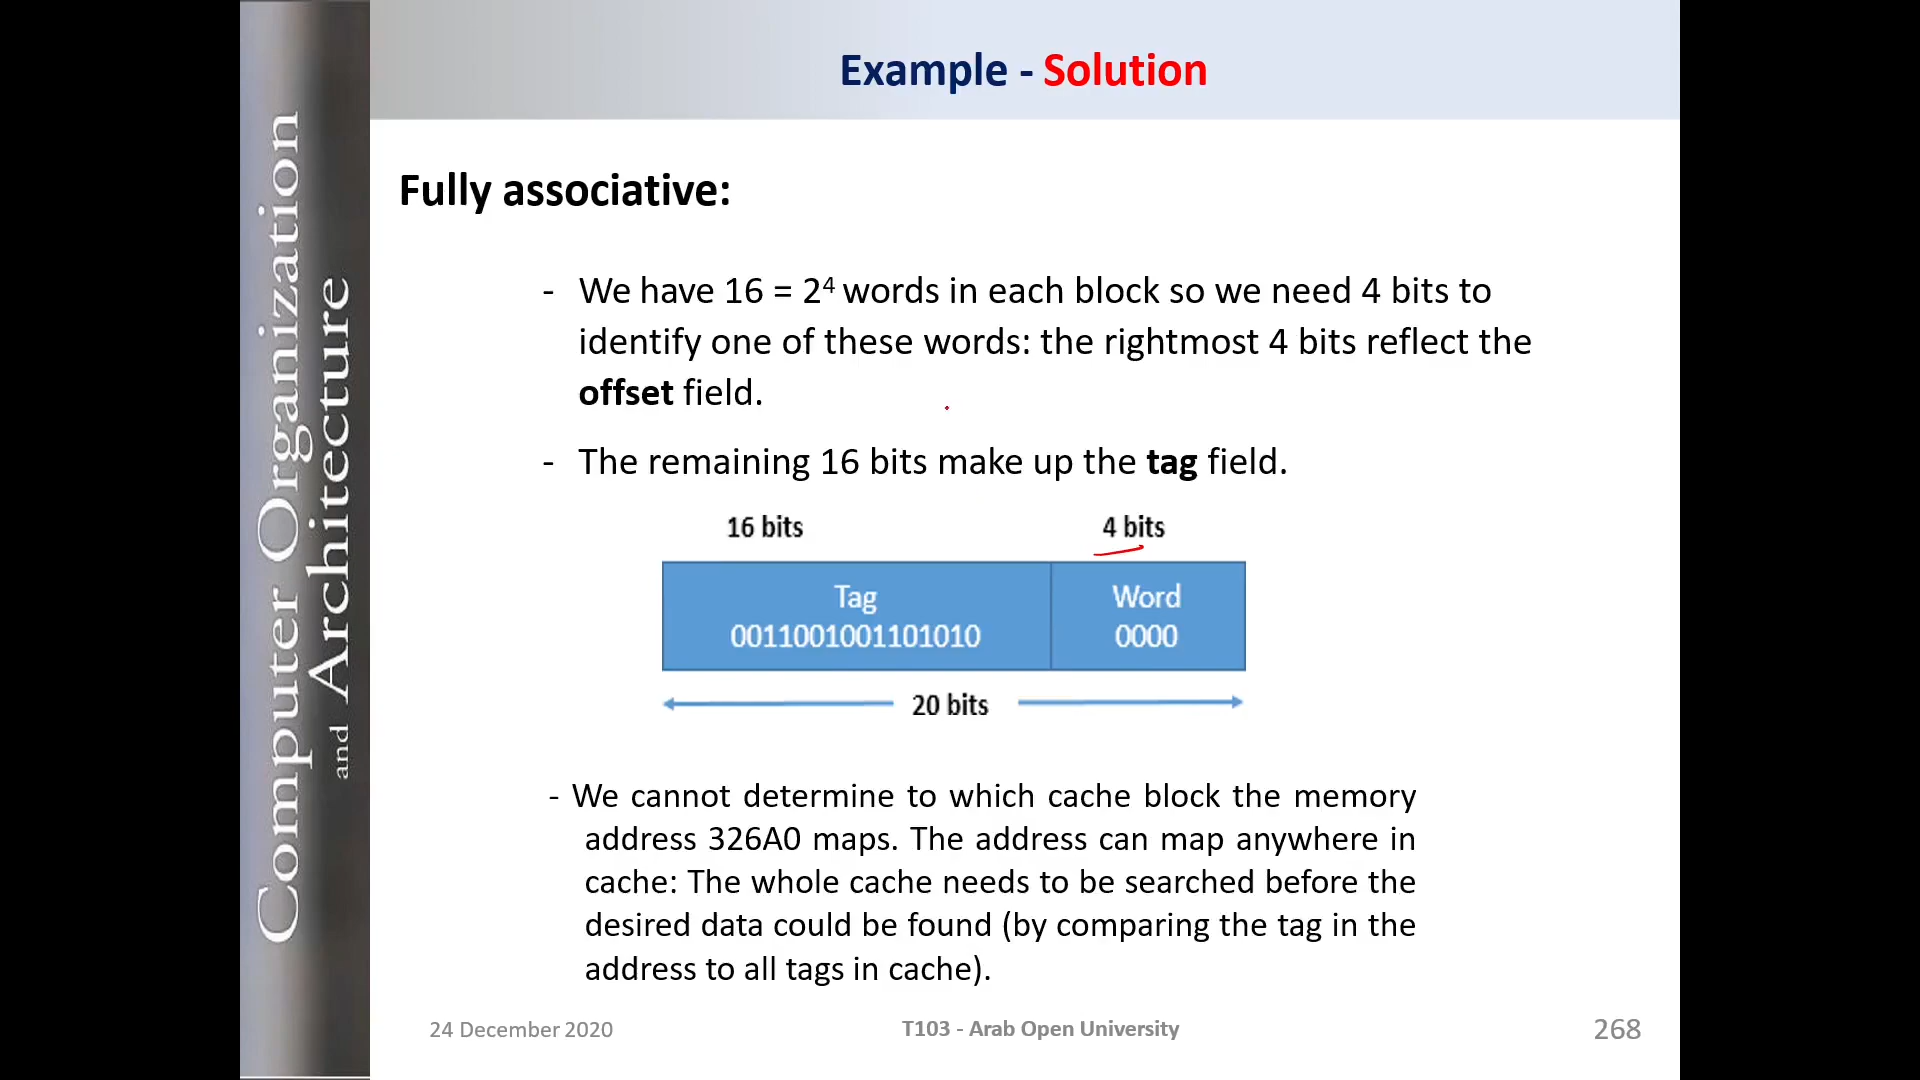 Computer Organization
and Architecture
Example - Solution
Fully associative:
- We have 16 = 2⁴ words in each block so we need 4 bits to
identify one of these words: the rightmost 4 bits reflect the
offset field.
- The remaining 16 bits make up the tag field.
16 bits 4 bits
Tag Word
0011001001101010 0000
20 bits
- We cannot determine to which cache block the memory
address 326A0 maps. The address can map anywhere in
cache: The whole cache needs to be searched before the
desired data could be found (by comparing the tag in the
address to all tags in cache).
24 December 2020 T103 - Arab Open University 268